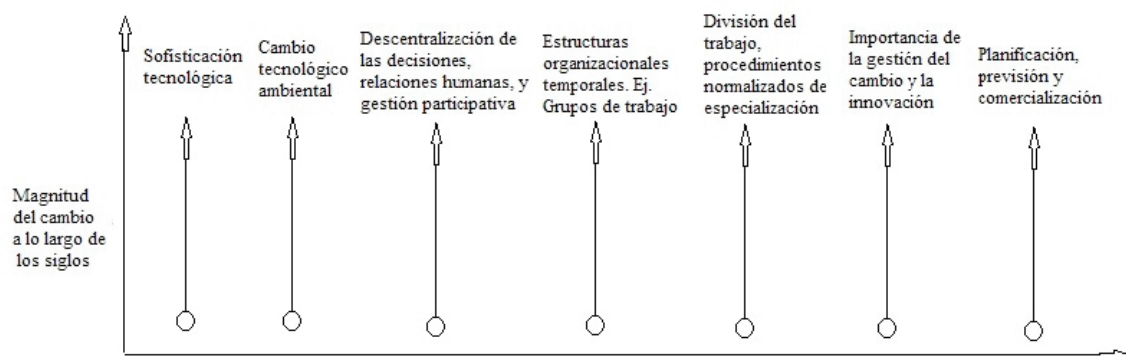 Magnitud
del cambio
a lo largo de
los siglos
Sofisticación
tecnológica
Cambio
tecnológico
ambiental
Descentralización de
las decisiones,
relaciones humanas, y
gestión participativa
Estructuras
organizacionales
temporales. Ej.
Grupos de trabajo
División del
trabajo,
procedimientos
normalizados de
especialización
Importancia de
la gestión del
cambio y la
innovación
Planificación,
previsión y
comercialización